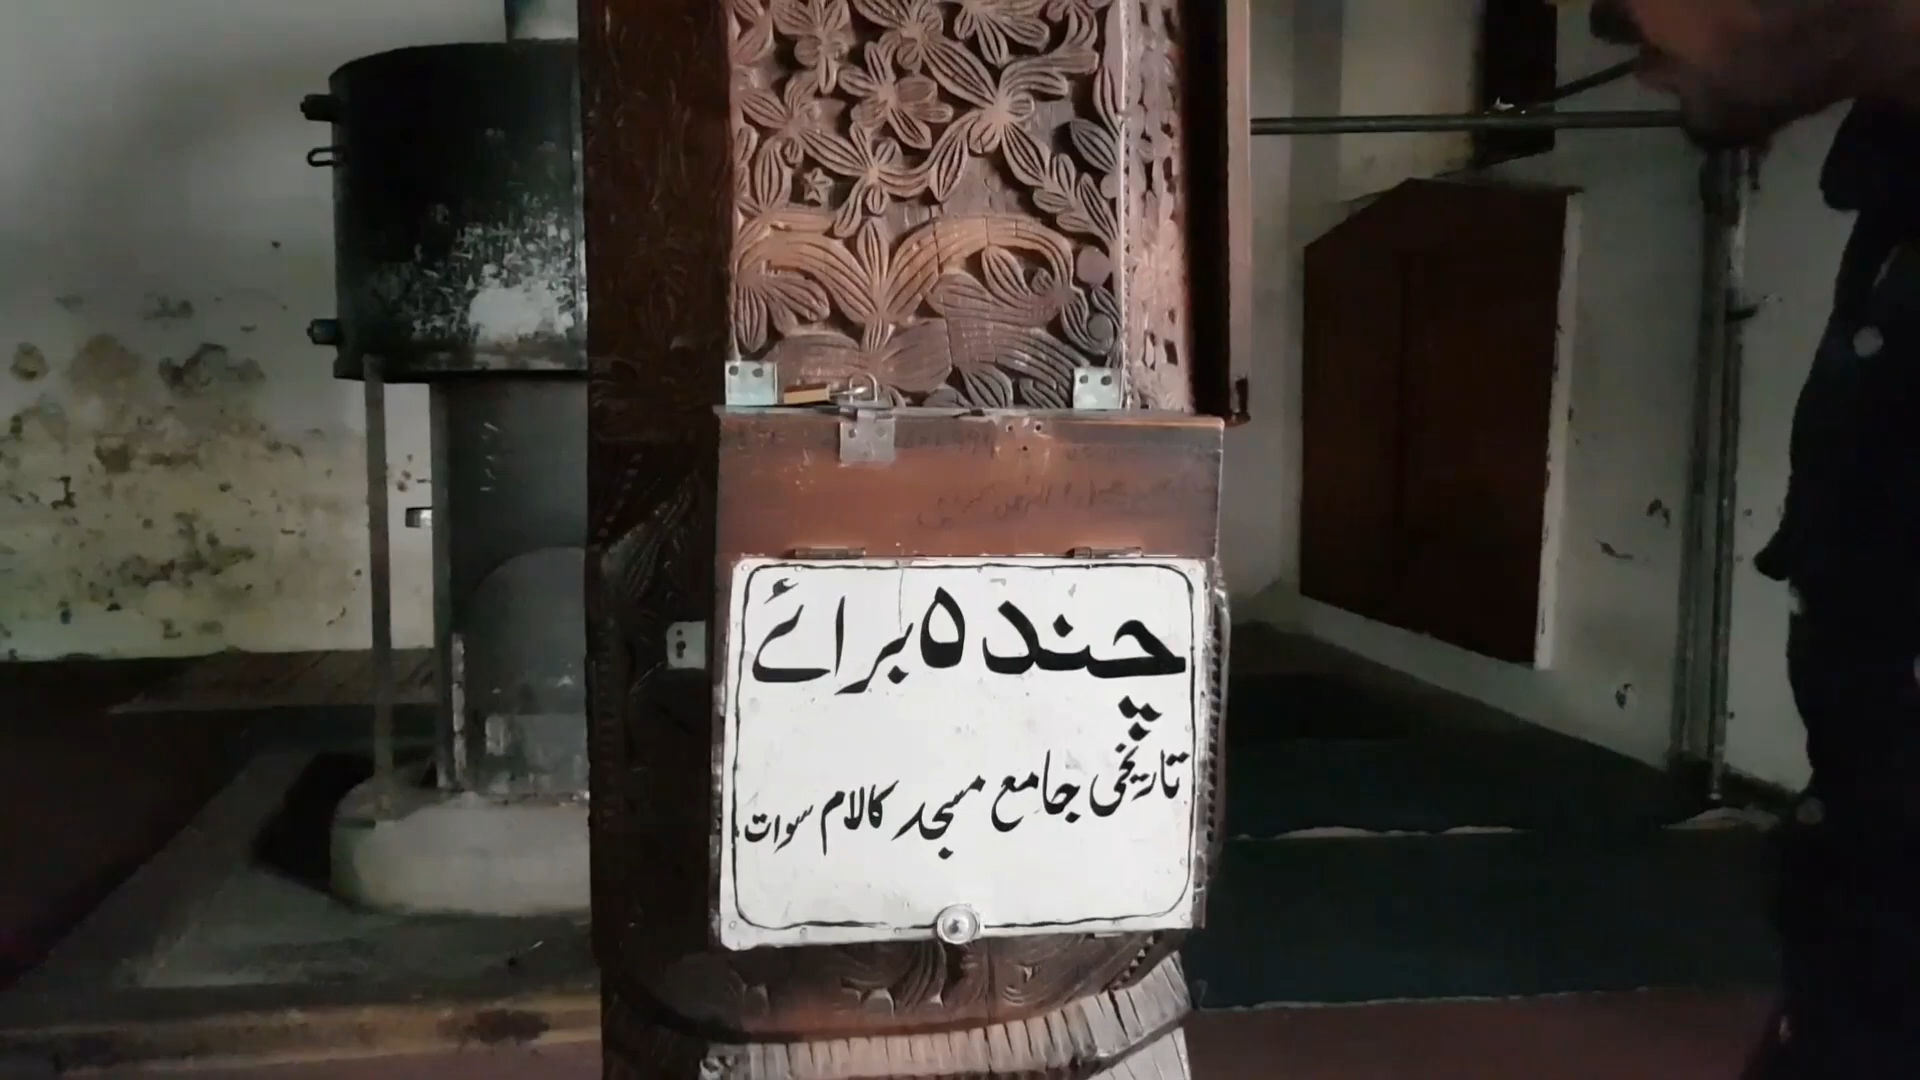 چندہ برائے
تاریخی جامع مسجد کالام سوات